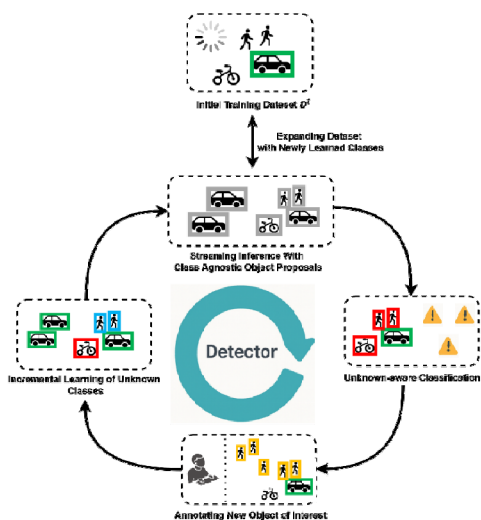 Initial Training Dataset D¹
Expanding Dataset
with Newly Learned Classes
Streaming Inference With
Class Agnostic Object Proposals
Detector
Unknown-aware Classification
Incremental Learning of Unknown
Classes
Annotating New Object of Interest